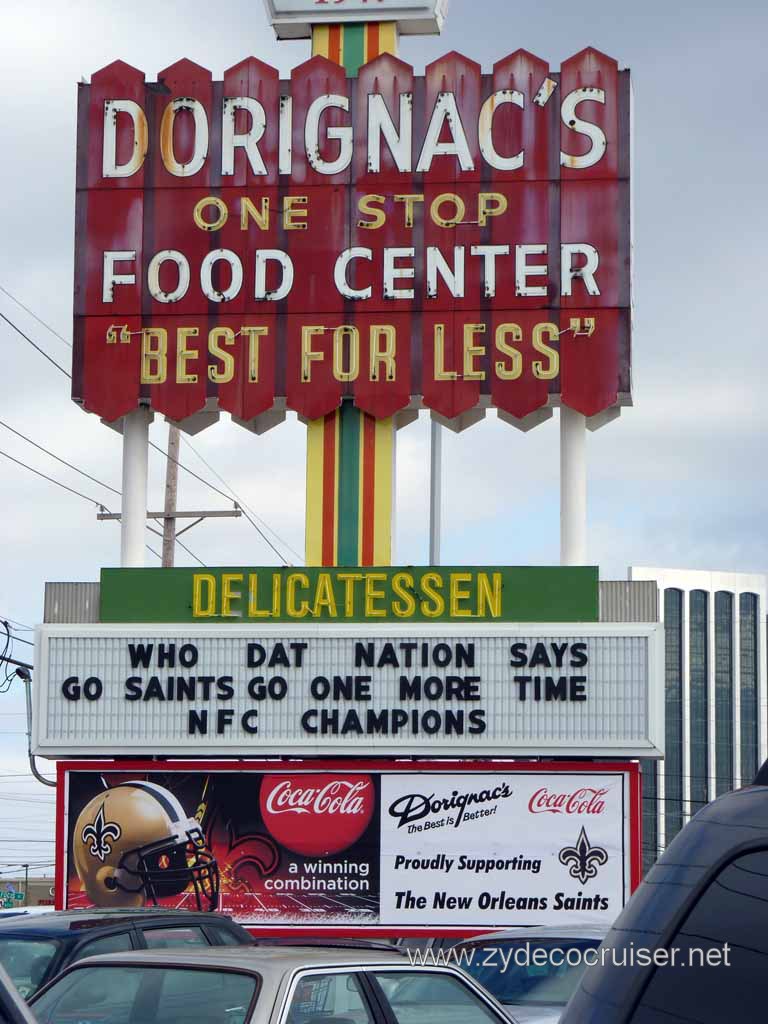 DORIGNAC'S
ONE STOP
FOOD CENTER
"BEST FOR LESS"
DELICATESSEN
WHO DAT NATION SAYS
GO SAINTS GO ONE MORE TIME
NFC CHAMPIONS
Coca-Cola
a winning
combination
Dorignac's
The Best is Better!
Coca-Cola
Proudly Supporting
The New Orleans Saints
www.zydecocruiser.net